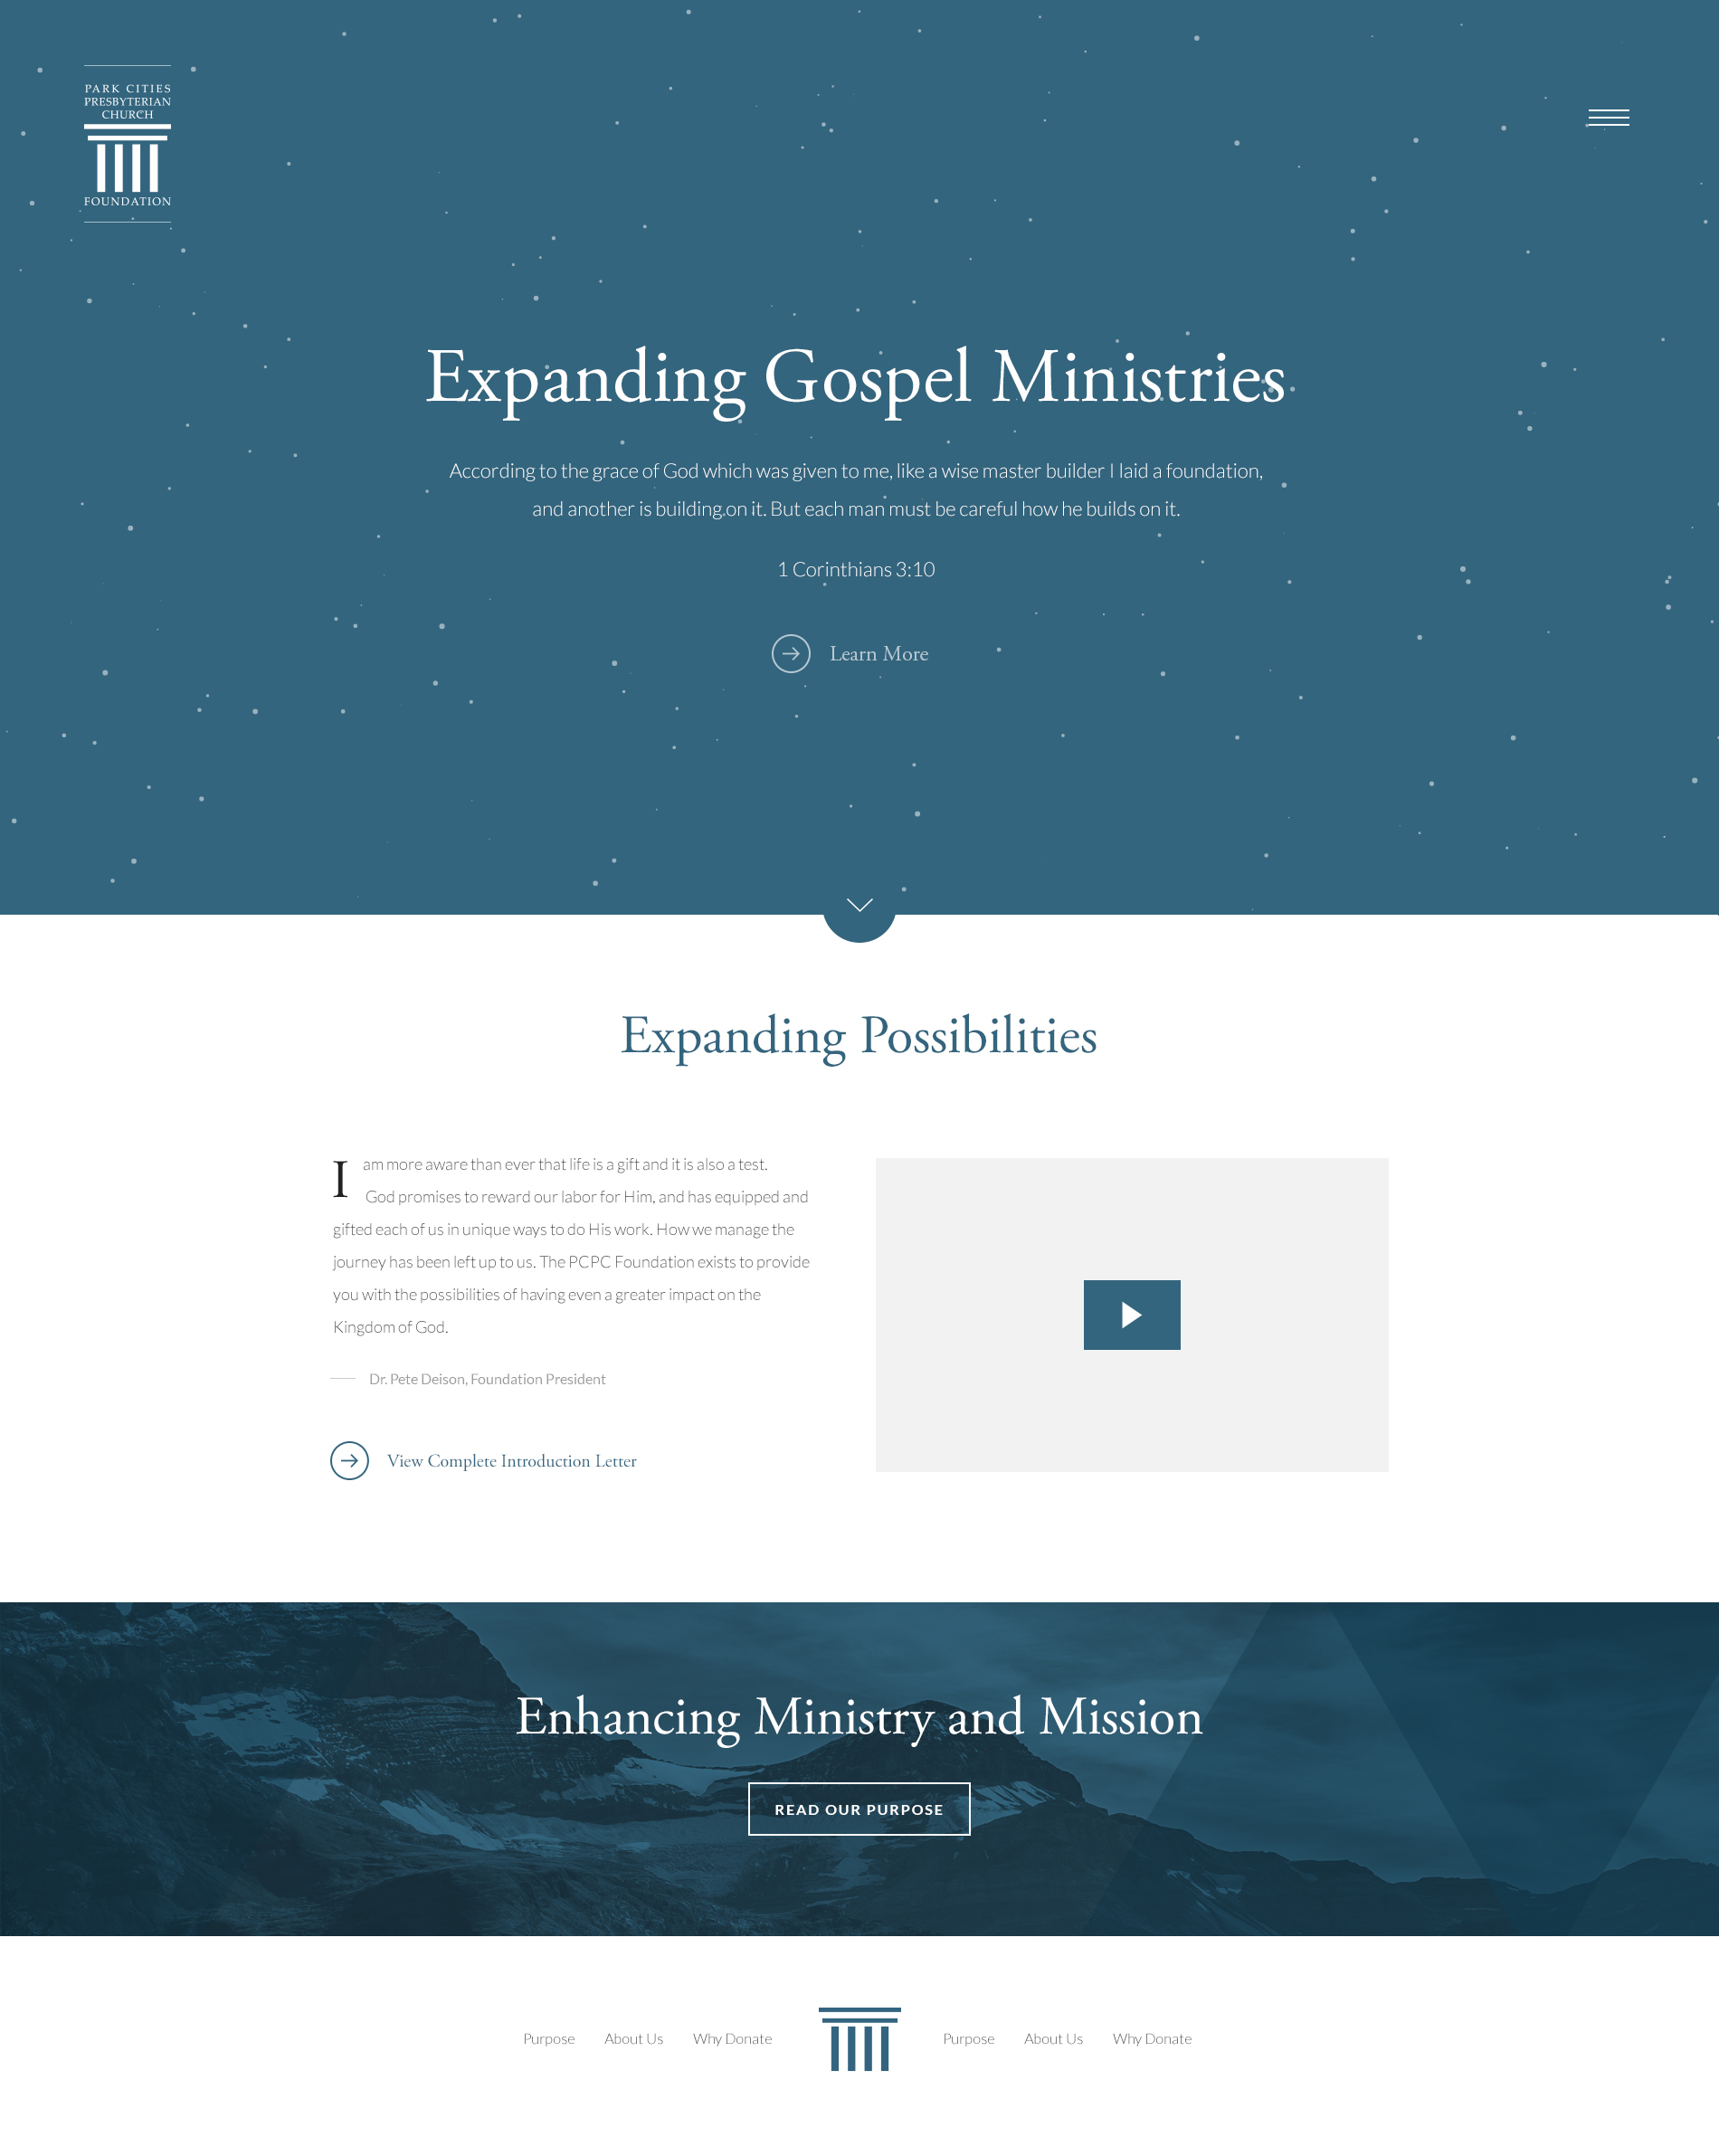 PARK CITIES
PRESBYTERIAN
CHURCH
FOUNDATION
Expanding Gospel Ministries
According to the grace of God which was given to me, like a wise master builder I laid a foundation,
and another is building on it. But each man must be careful how he builds on it.
1 Corinthians 3:10
Learn More
Expanding Possibilities
I am more aware than ever that life is a gift and it is also a test.
God promises to reward our labor for Him, and has equipped and
gifted each of us in unique ways to do His work. How we manage the
journey has been left up to us. The PCPC Foundation exists to provide
you with the possibilities of having even a greater impact on the
Kingdom of God.
Dr. Pete Deison, Foundation President
View Complete Introduction Letter
Enhancing Ministry and Mission
READ OUR PURPOSE
Purpose About Us Why Donate Purpose About Us Why Donate